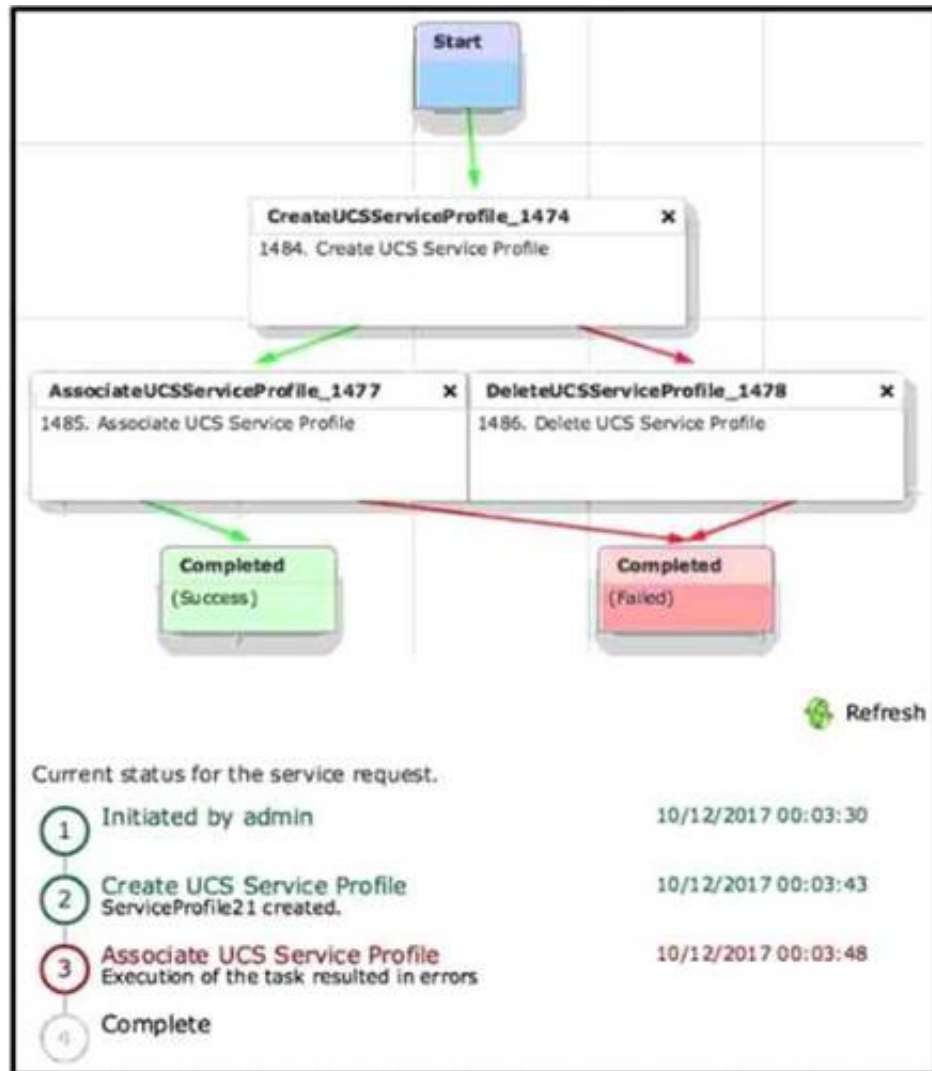 Start
CreateUCSServiceProfile_1474 x
1484. Create UCS Service Profile
AssociateUCSServiceProfile_1477 x
1485. Associate UCS Service Profile
DeleteUCSServiceProfile_1478 x
1486. Delete UCS Service Profile
Completed
(Success)
Completed
(Failed)
Refresh
Current status for the service request.
1 Initiated by admin 10/12/2017 00:03:30
2 Create UCS Service Profile 10/12/2017 00:03:43
ServiceProfile21 created.
3 Associate UCS Service Profile 10/12/2017 00:03:48
Execution of the task resulted in errors
4 Complete